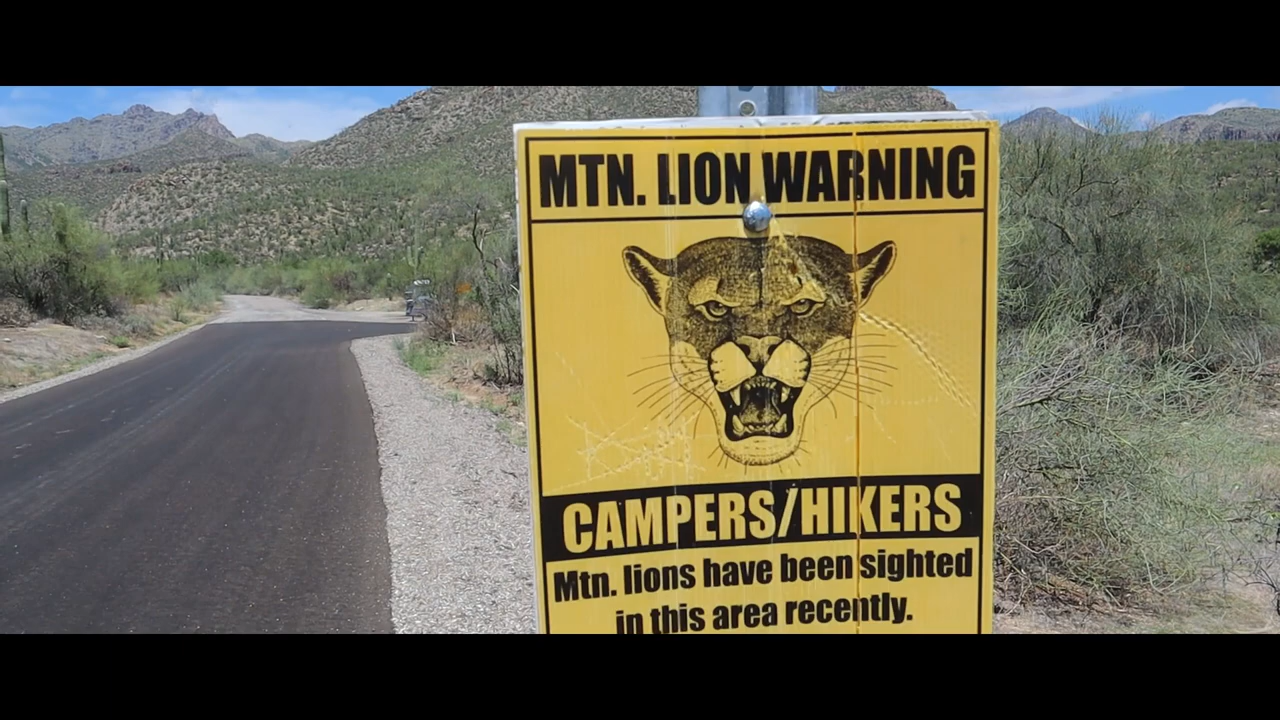 MTN. LION WARNING
CAMPERS/HIKERS
Mtn. lions have been sighted
in this area recently.